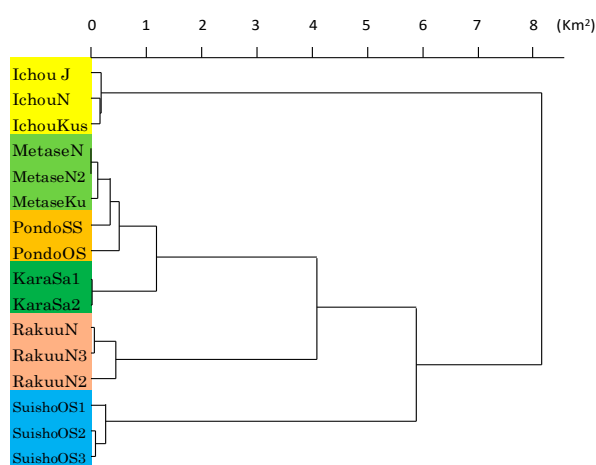 0 1 2 3 4 5 6 7 8 (Km²)
Ichou J
IchouN
IchouKus
MetaseN
MetaseN2
MetaseKu
PondoSS
PondoOS
KaraSa1
KaraSa2
RakuuN
RakuuN3
RakuuN2
SuishoOS1
SuishoOS2
SuishoOS3